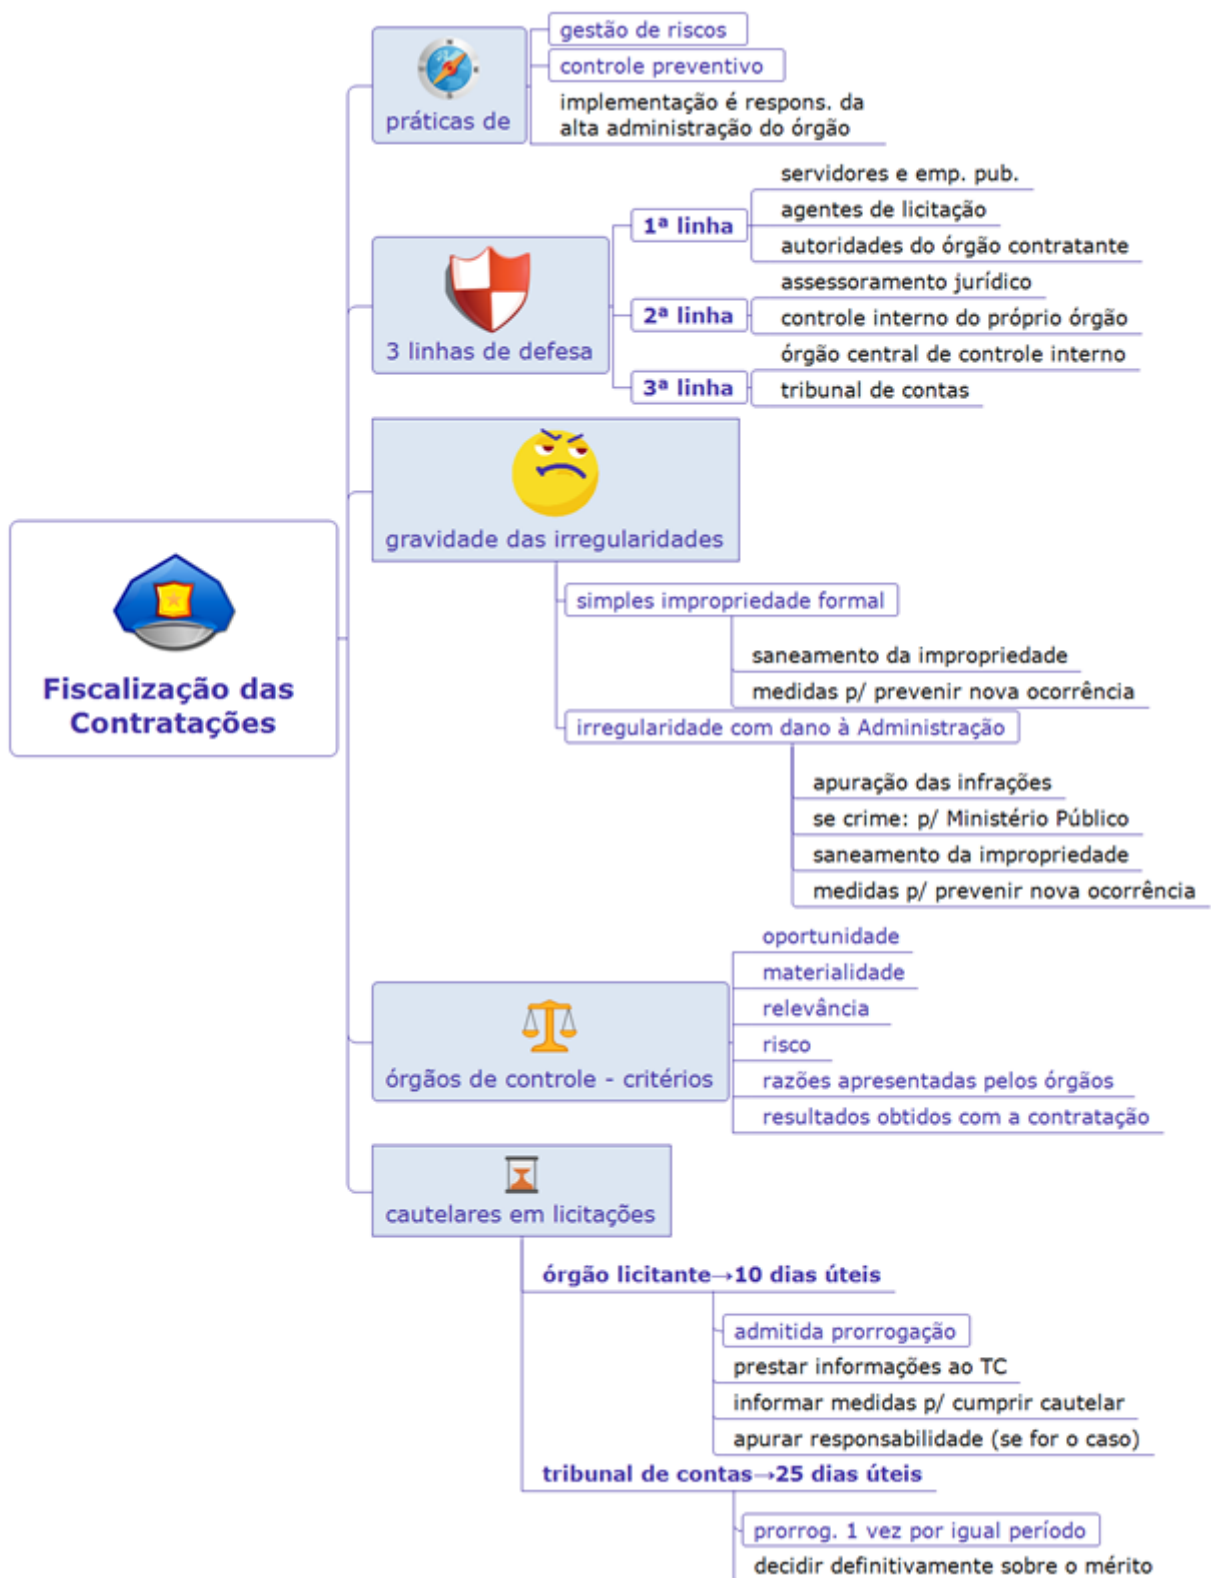 Fiscalização das
Contratações
práticas de
gestão de riscos
controle preventivo
implementação é respons. da
alta administração do órgão
3 linhas de defesa
1ª linha
servidores e emp. pub.
agentes de licitação
autoridades do órgão contratante
2ª linha
assessoramento jurídico
controle interno do próprio órgão
3ª linha
órgão central de controle interno
tribunal de contas
gravidade das irregularidades
simples impropriedade formal
saneamento da impropriedade
medidas p/ prevenir nova ocorrência
irregularidade com dano à Administração
apuração das infrações
se crime: p/ Ministério Público
saneamento da impropriedade
medidas p/ prevenir nova ocorrência
órgãos de controle - critérios
oportunidade
materialidade
relevância
risco
razões apresentadas pelos órgãos
resultados obtidos com a contratação
cautelares em licitações
órgão licitante→10 dias úteis
admitida prorrogação
prestar informações ao TC
informar medidas p/ cumprir cautelar
apurar responsabilidade (se for o caso)
tribunal de contas→25 dias úteis
prorrog. 1 vez por igual período
decidir definitivamente sobre o mérito